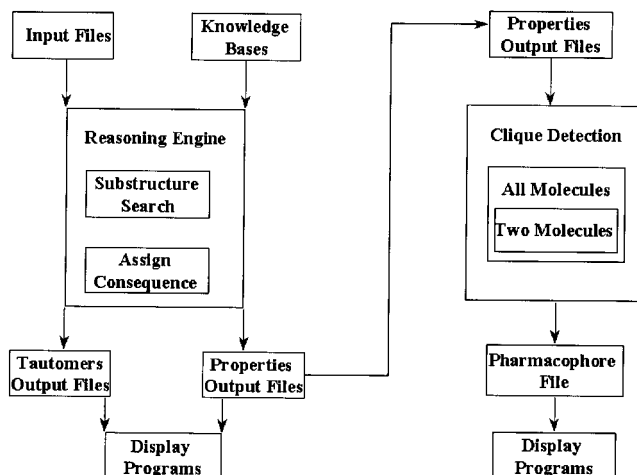 Input Files
Knowledge
Bases
Reasoning Engine
Substructure
Search
Assign
Consequence
Tautomers
Output Files
Properties
Output Files
Display
Programs
Properties
Output Files
Clique Detection
All Molecules
Two Molecules
Pharmacophore
File
Display
Programs